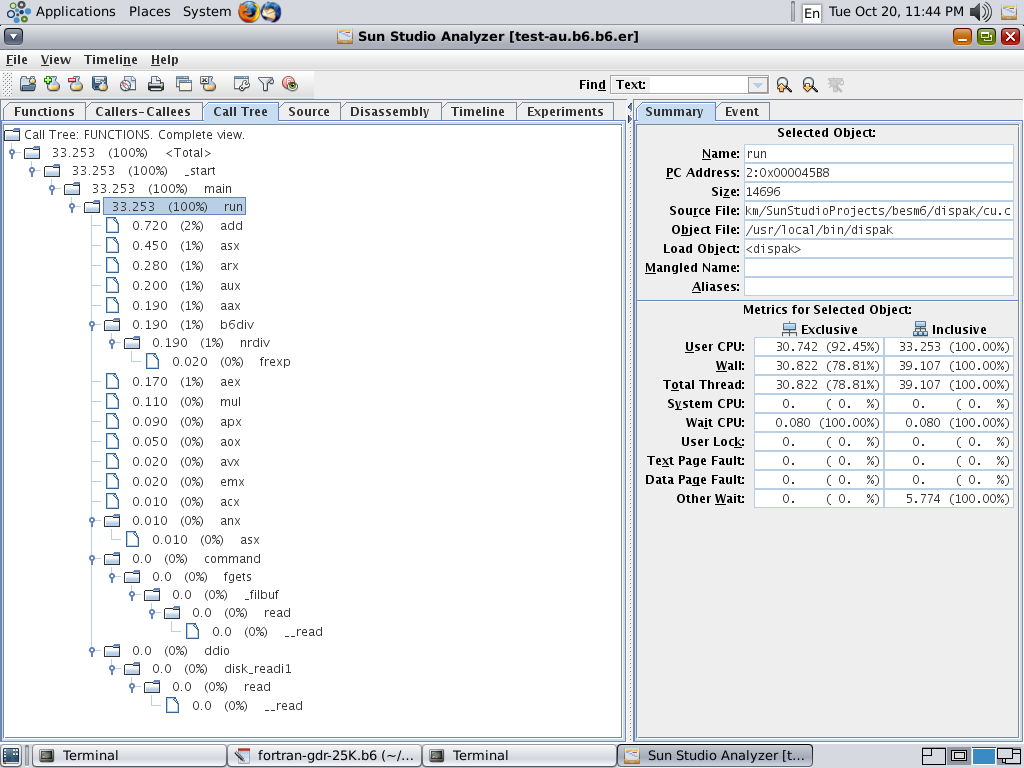 Applications Places System En Tue Oct 20, 11:44 PM
Sun Studio Analyzer [test-au.b6.b6.er]
File View Timeline Help
Find Text:
Functions Callers-Callees Call Tree Source Disassembly Timeline Experiments
Call Tree: FUNCTIONS. Complete view.
33.253 (100%) <Total>
33.253 (100%) _start
33.253 (100%) main
33.253 (100%) run
0.720 (2%) add
0.450 (1%) asx
0.280 (1%) arx
0.200 (1%) aux
0.190 (1%) aax
0.190 (1%) b6div
0.190 (1%) nrdiv
0.020 (0%) frexp
0.170 (1%) aex
0.110 (0%) mul
0.090 (0%) apx
0.050 (0%) aox
0.020 (0%) avx
0.020 (0%) emx
0.010 (0%) acx
0.010 (0%) anx
0.010 (0%) asx
0.0 (0%) command
0.0 (0%) fgets
0.0 (0%) _filbuf
0.0 (0%) read
0.0 (0%) __read
0.0 (0%) ddio
0.0 (0%) disk_readi1
0.0 (0%) read
0.0 (0%) __read
Summary Event
Selected Object:
Name: run
PC Address: 2:0x000045B8
Size: 14696
Source File: km/SunStudioProjects/besm6/dispak/cu.c
Object File: /usr/local/bin/dispak
Load Object: <dispak>
Mangled Name:
Aliases:
Metrics for Selected Object:
Exclusive Inclusive
User CPU: 30.742 (92.45%) 33.253 (100.00%)
Wall: 30.822 (78.81%) 39.107 (100.00%)
Total Thread: 30.822 (78.81%) 39.107 (100.00%)
System CPU: 0. ( 0. %) 0. ( 0. %)
Wait CPU: 0.080 (100.00%) 0.080 (100.00%)
User Lock: 0. ( 0. %) 0. ( 0. %)
Text Page Fault: 0. ( 0. %) 0. ( 0. %)
Data Page Fault: 0. ( 0. %) 0. ( 0. %)
Other Wait: 0. ( 0. %) 5.774 (100.00%)
Terminal fortran-gdr-25K.b6 (~/... Terminal Sun Studio Analyzer [t...